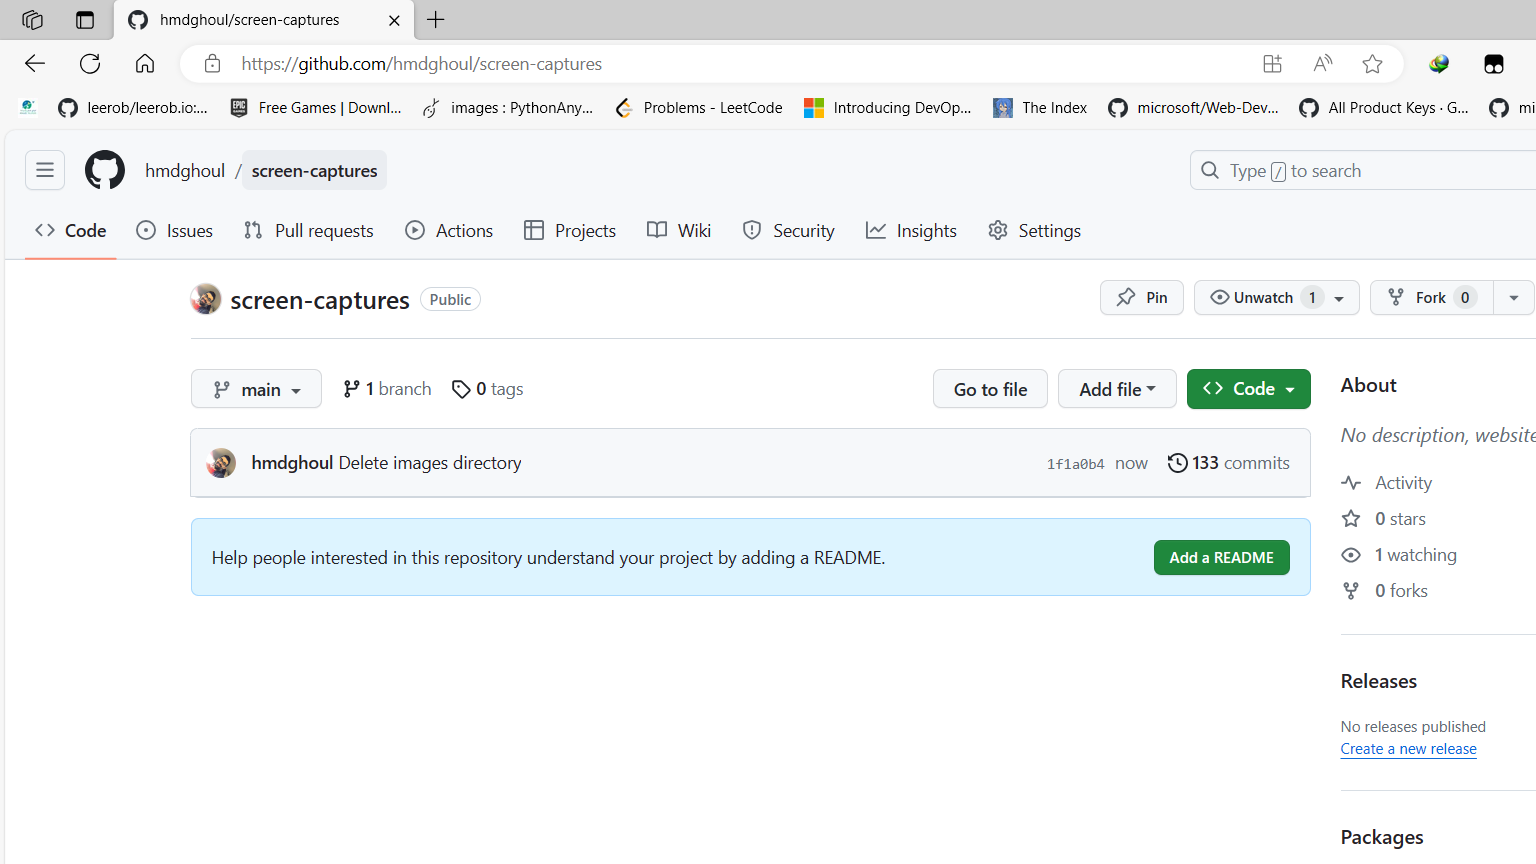 hmdghoul/screen-captures
https://github.com/hmdghoul/screen-captures
leerob/leerob.io:...
Free Games | Downl...
images : PythonAny...
Problems - LeetCode
Introducing DevOp...
The Index
microsoft/Web-Dev...
All Product Keys · G...
mi
hmdghoul / screen-captures
Type / to search
Code
Issues
Pull requests
Actions
Projects
Wiki
Security
Insights
Settings
screen-captures Public
Pin
Unwatch 1
Fork 0
main
1 branch
0 tags
Go to file
Add file
Code
hmdghoul Delete images directory
1f1a0b4 now
133 commits
Help people interested in this repository understand your project by adding a README.
Add a README
About
No description, website
Activity
0 stars
1 watching
0 forks
Releases
No releases published
Create a new release
Packages